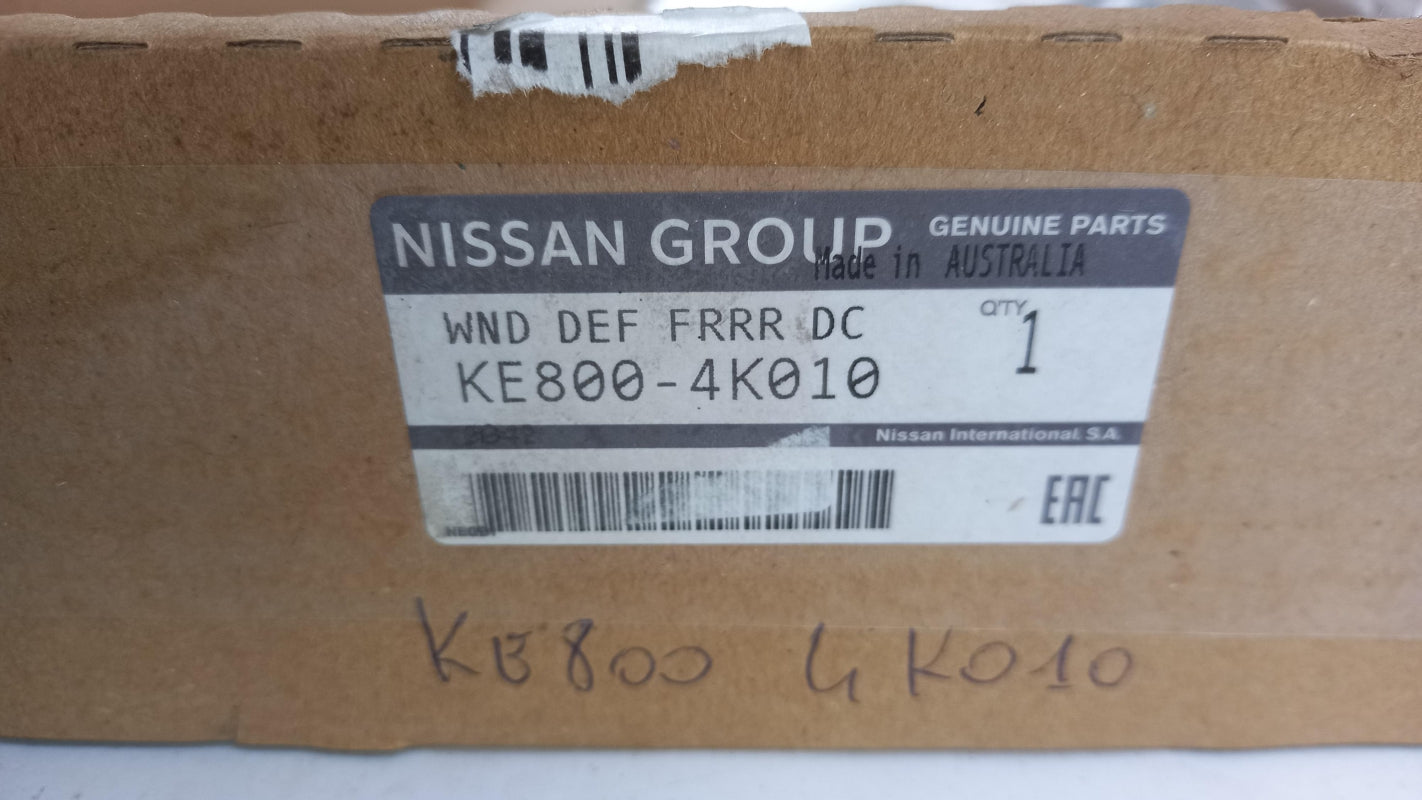 NISSAN GROUP GENUINE PARTS
Made in AUSTRALIA
WND DEF FRRR DC
Q'TY 1
KE800-4K010
Nissan International S.A.
EAC
KE800 4K010